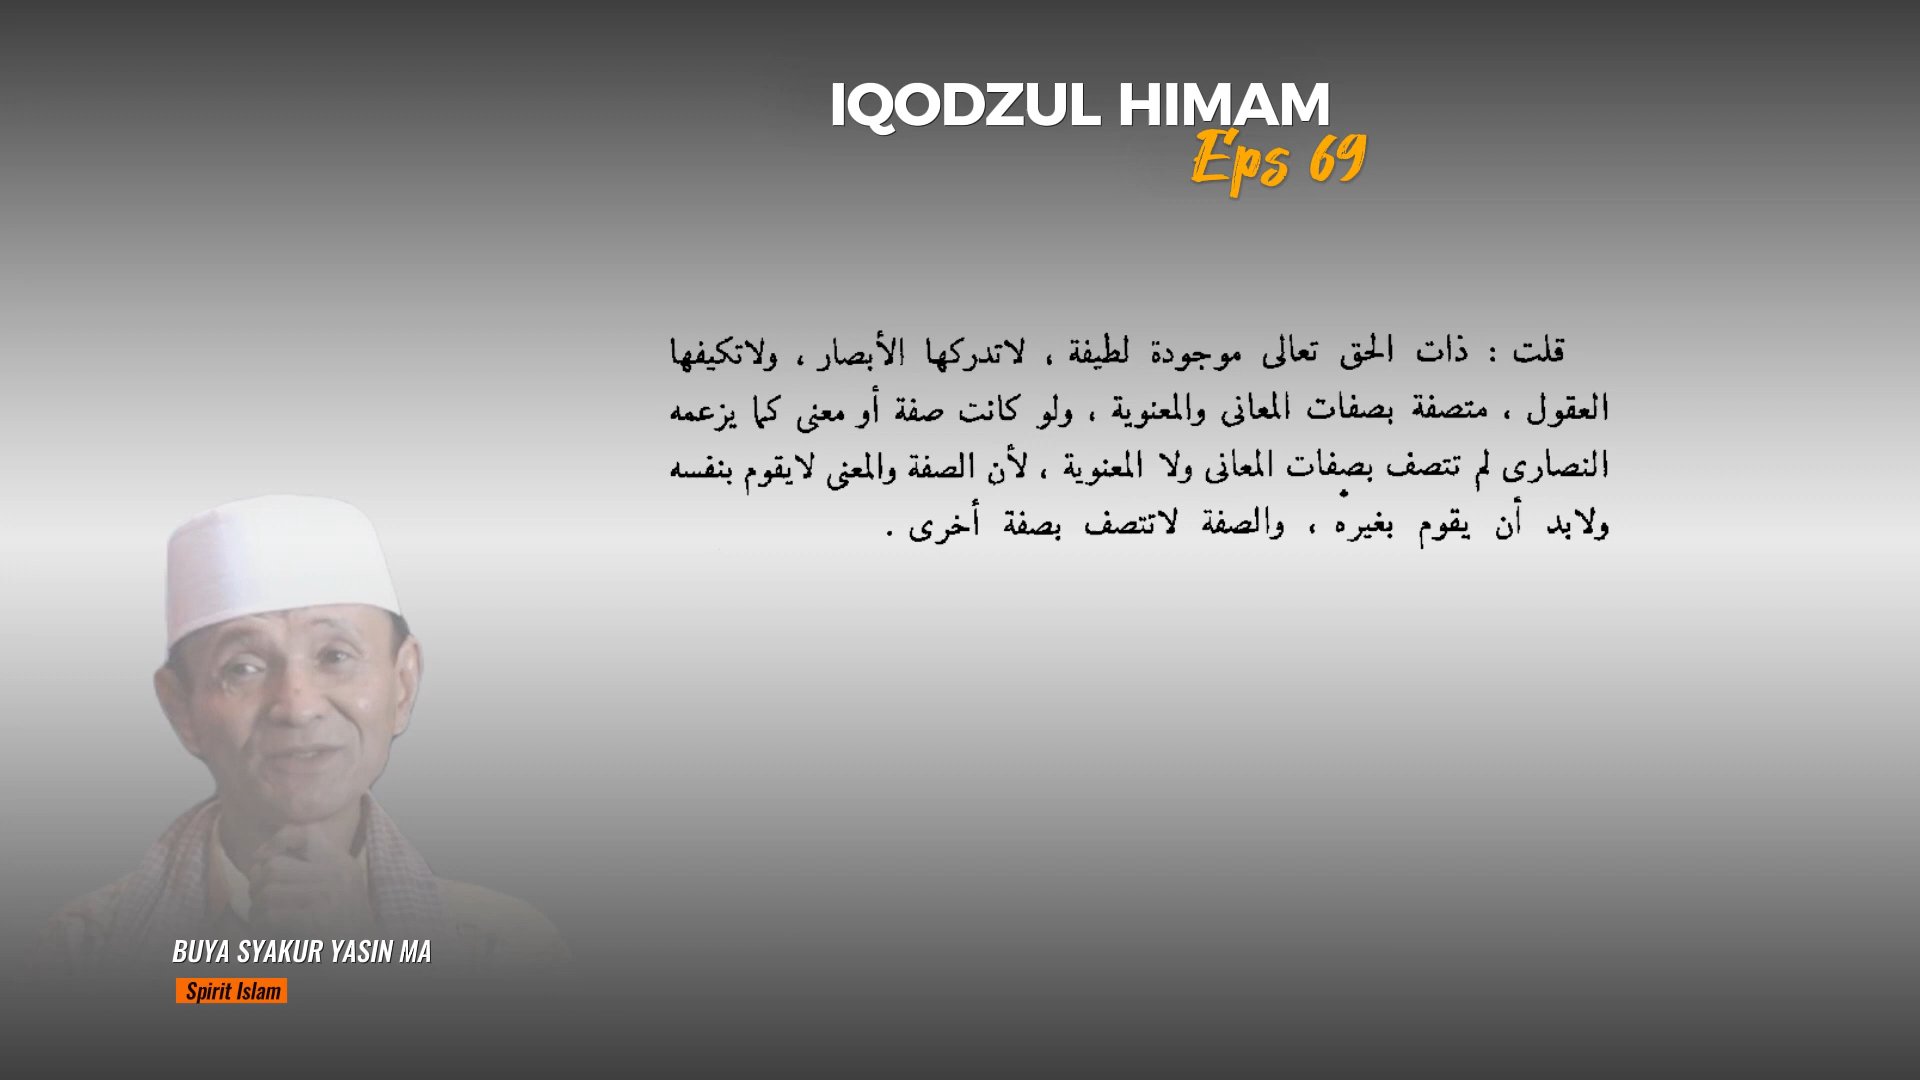 IQODZUL HIMAM
Eps 69
قلت : ذات الحق تعالى موجودة لطيفة ، لاتدركها الأبصار ، ولاتكيفها
العقول ، متصفة بصفات المعانى والمعنوية ، ولو كانت صفة أو معنى كما يزعمه
النصارى لم تتصف بصفات المعانى ولا المعنوية ، لأن الصفة والمعنى لايقوم بنفسه
ولابد أن يقوم بغيره ، والصفة لاتتصف بصفة أخرى .
BUYA SYAKUR YASIN MA
Spirit Islam